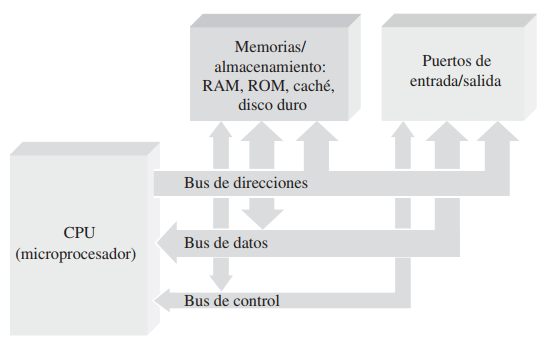 Memorias/
almacenamiento:
RAM, ROM, caché,
disco duro
Puertos de
entrada/salida
CPU
(microprocesador)
Bus de direcciones
Bus de datos
Bus de control